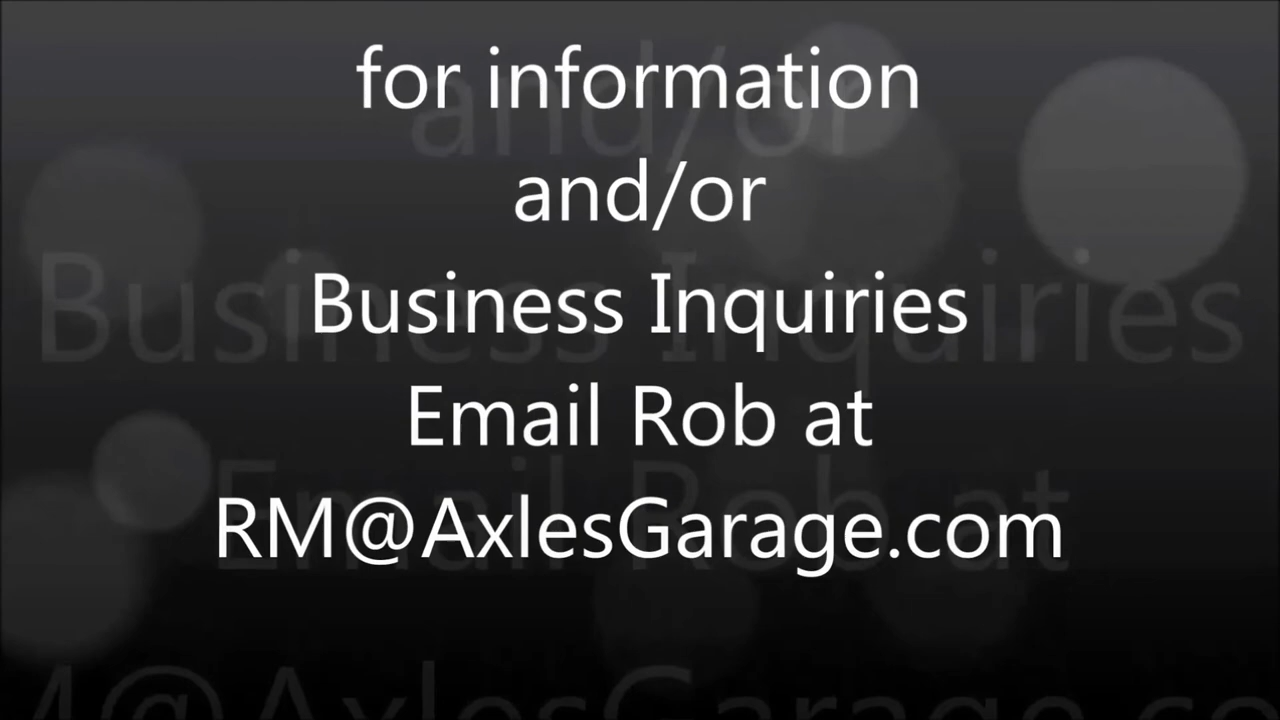 for information
and/or
Business Inquiries
Email Rob at
RM@AxlesGarage.com